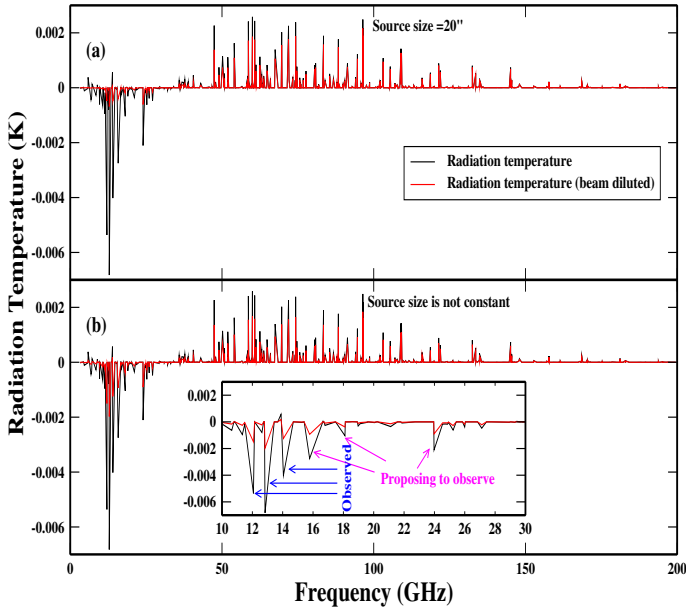 0.002
(a)
Source size =20"
0
-0.002
Radiation temperature
Radiation temperature (beam diluted)
-0.004
-0.006
Radiation Temperature (K)
0.002
(b)
Source size is not constant
0
-0.002
-0.004
-0.006
0.002
0
-0.002
-0.004
-0.006
Proposing to observe
Observed
10 12 14 16 18 20 22 24 26 28 30
0 50 100 150 200
Frequency (GHz)